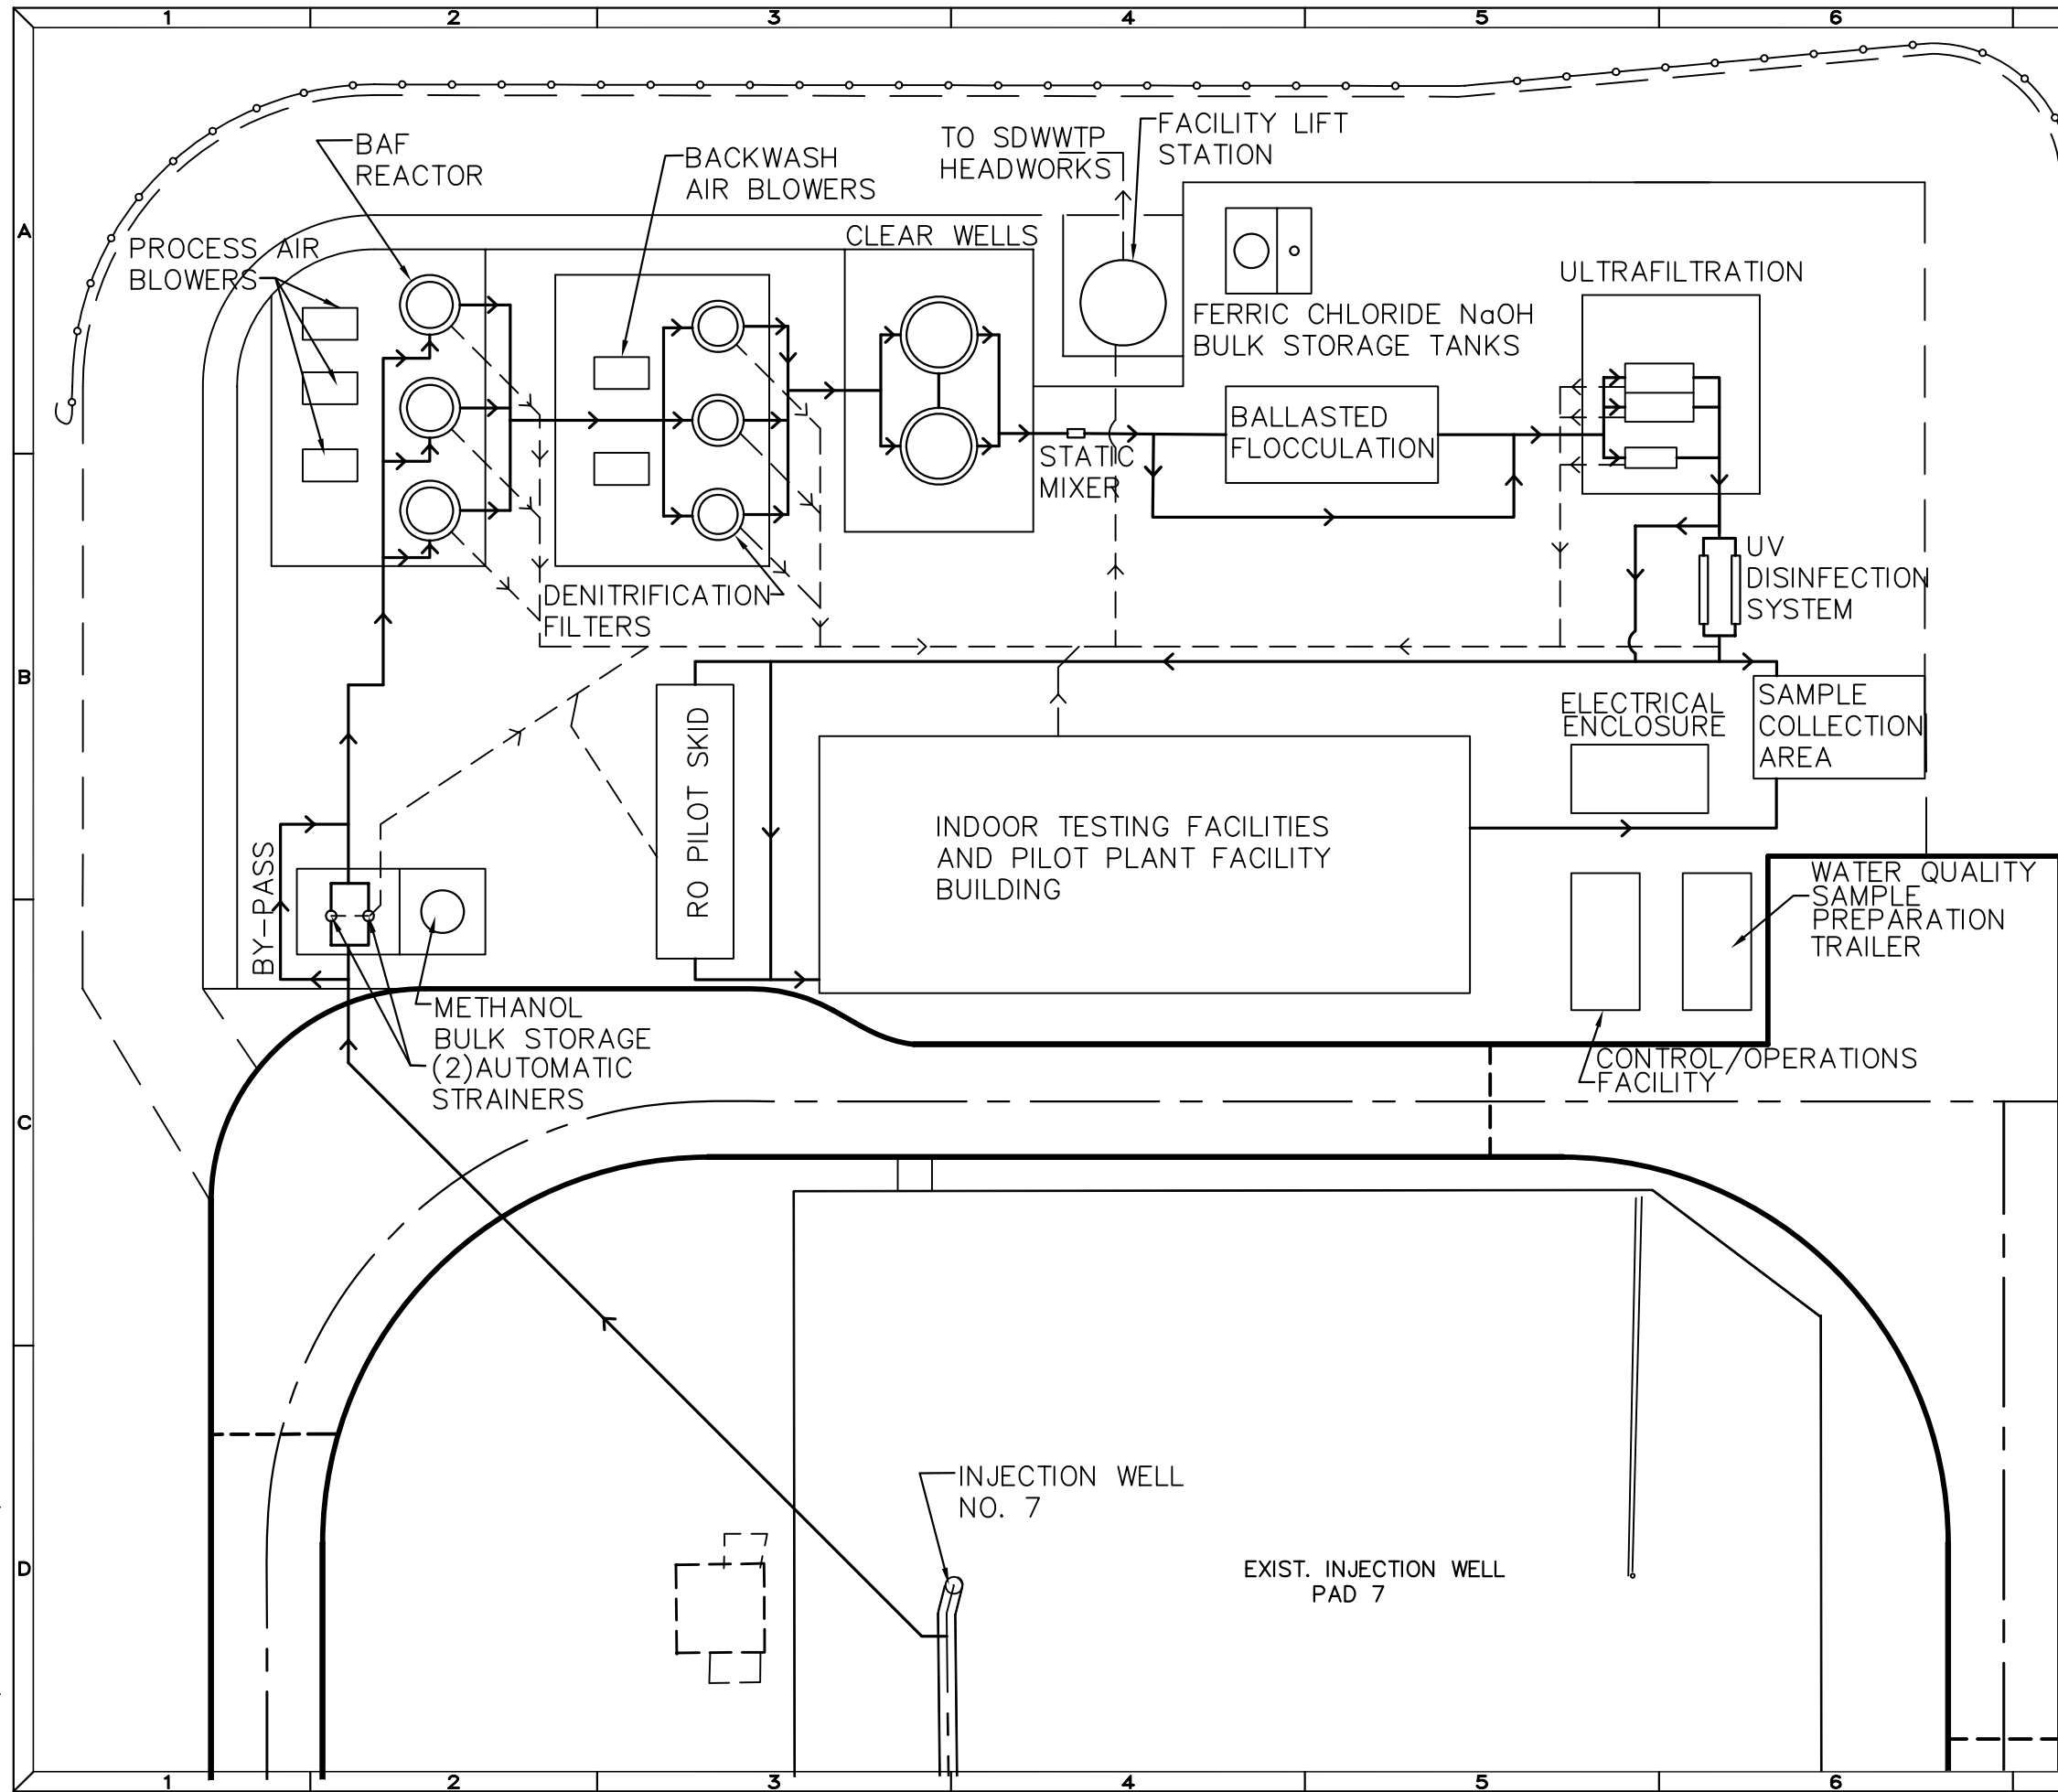 1 2 3 4 5 6
TO SDWWTP
HEADWORKS
FACILITY LIFT
STATION
BAF
REACTOR
BACKWASH
AIR BLOWERS
A
PROCESS AIR
BLOWERS
CLEAR WELLS
ULTRAFILTRATION
FERRIC CHLORIDE NaOH
BULK STORAGE TANKS
BALLASTED
FLOCCULATION
STATIC
MIXER
UV
DISINFECTION
SYSTEM
DENITRIFICATION
FILTERS
B
RO PILOT SKID
ELECTRICAL
ENCLOSURE
SAMPLE
COLLECTION
AREA
INDOOR TESTING FACILITIES
AND PILOT PLANT FACILITY
BUILDING
BY-PASS
WATER QUALITY
SAMPLE
PREPARATION
TRAILER
METHANOL
BULK STORAGE
(2)AUTOMATIC
STRAINERS
CONTROL/OPERATIONS
FACILITY
C
INJECTION WELL
NO. 7
D
EXIST. INJECTION WELL
PAD 7
1 2 3 4 5 6